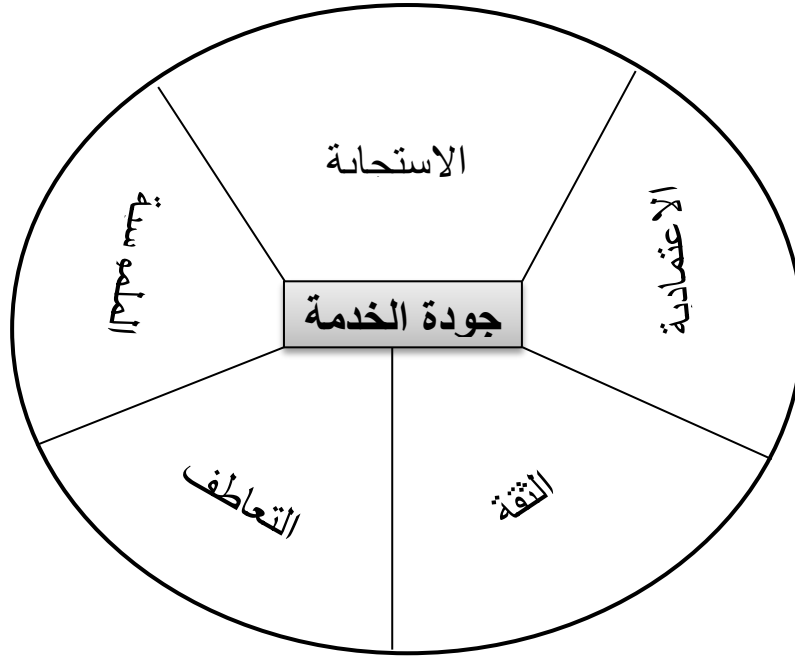 الاستجابة
الاعتمادية
الملموسية
جودة الخدمة
الثقة
التعاطف